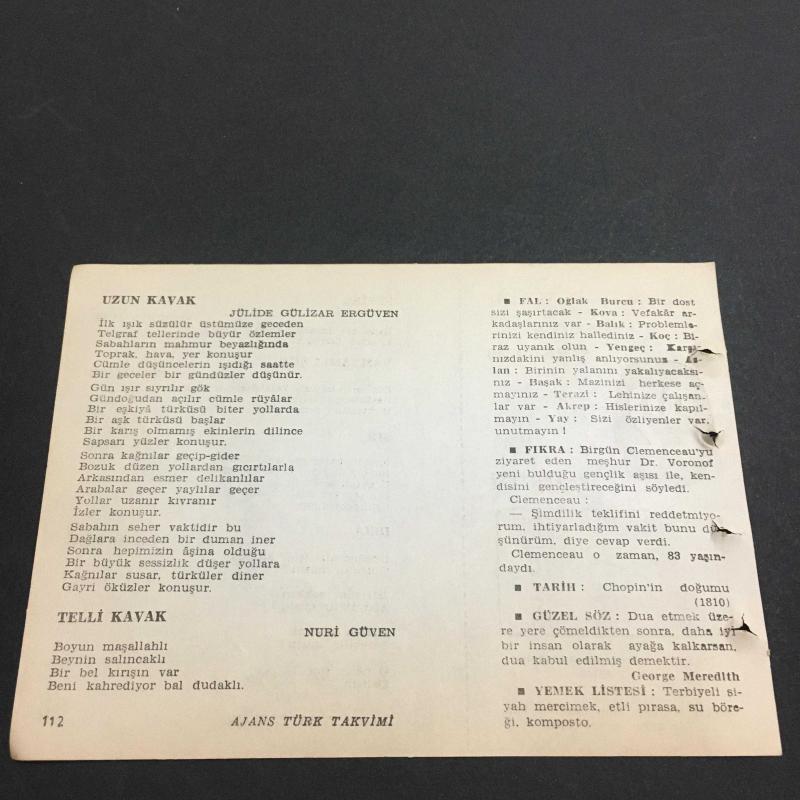 UZUN KAVAK
JÜLİDE GÜLİZAR ERGÜVEN
İlk ışık süzülür üstümüze geceden
Telgraf tellerinde büyür özlemler
Sabahların mahmur beyazlığında
Toprak, hava, yer konuşur
Cümle düşüncelerin ışıdığı saatte
Bir geceler bir gündüzler düşünür.
Gün ışır sıyrılır gök
Gündoğudan açılır cümle rüyâlar
Bir eşkiyâ türküsü biter yollarda
Bir aşk türküsü başlar
Bir karış olmamış ekinlerin dilince
Sapsarı yüzler konuşur.
Sonra kağnılar geçip-gider
Bozuk düzen yollardan gıcırtılarla
Arkasından esmer delikanlılar
Arabalar geçer yaylılar geçer
Yollar uzanır kıvranır
İzler konuşur.
Sabahın seher vaktidir bu
Dağlara inceden bir duman iner
Sonra hepimizin âşina olduğu
Bir büyük sessizlik düşer yollara
Kağnılar susar, türküler diner
Gayri öküzler konuşur.
TELLİ KAVAK
NURİ GÜVEN
Boyun maşallahlı
Beynin salıncaklı
Bir bel kırışın var
Beni kahrediyor bal dudaklı.
112
AJANS TÜRK TAKVİMİ
■ FAL : Oğlak Burcu : Bir dost
sizi şaşırtacak - Kova : Vefakâr ar-
kadaşlarınız var - Balık : Problemle-
rinizi kendiniz hallediniz - Koç : Bi-
raz uyanık olun - Yengeç : Karşı-
nızdakini yanlış anlıyorsunuz - As-
lan : Birinin yalanını yakalıyacaksı-
nız - Başak : Mazinizi herkese aç-
mayınız - Terazi : Lehinize çalışan-
lar var - Akrep : Hislerinize kapıl-
mayın - Yay : Sizi özliyenler var,
unutmayın !
■ FIKRA : Birgün Clemenceau'yu
ziyaret eden meşhur Dr. Voronof
yeni bulduğu gençlik aşısı ile, ken-
disini gençleştireceğini söyledi.
Clemenceau :
— Şimdilik teklifini reddetmiyo-
rum, ihtiyarladığım vakit bunu dü-
şünürüm, diye cevap verdi.
Clemenceau o zaman, 83 yaşın-
daydı.
■ TARİH : Chopin'in doğumu
(1810)
■ GÜZEL SÖZ : Dua etmek üze-
re yere çömeldikten sonra, daha iyi
bir insan olarak ayağa kalkarsan,
dua kabul edilmiş demektir.
George Meredith
■ YEMEK LİSTESİ : Terbiyeli si-
yah mercimek, etli pırasa, su böre-
ği, komposto.